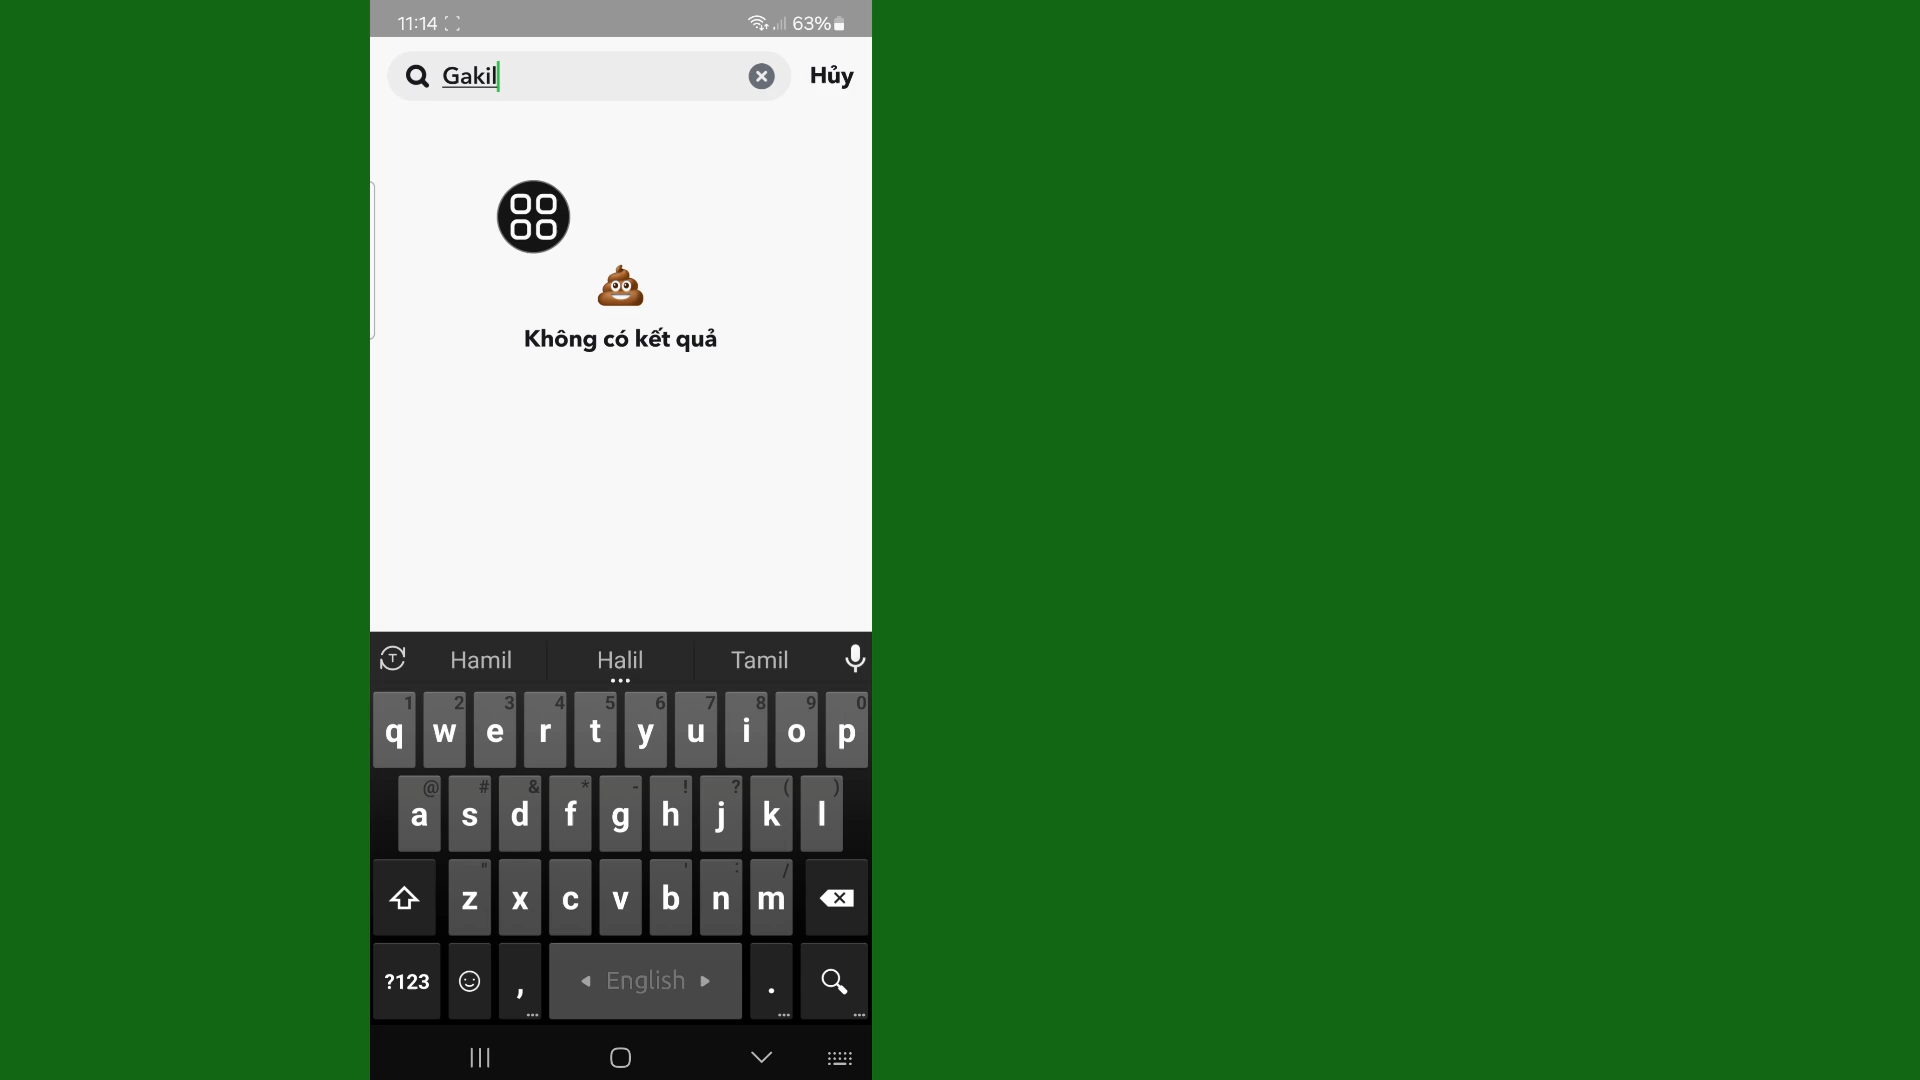 11:14 63%
Gakil Hủy
Không có kết quả
Hamil Halil Tamil
1 2 3 4 5 6 7 8 9 0
q w e r t y u i o p
@ # & * - ! ? ( )
a s d f g h j k l
" ' : /
z x c v b n m
?123 , English .